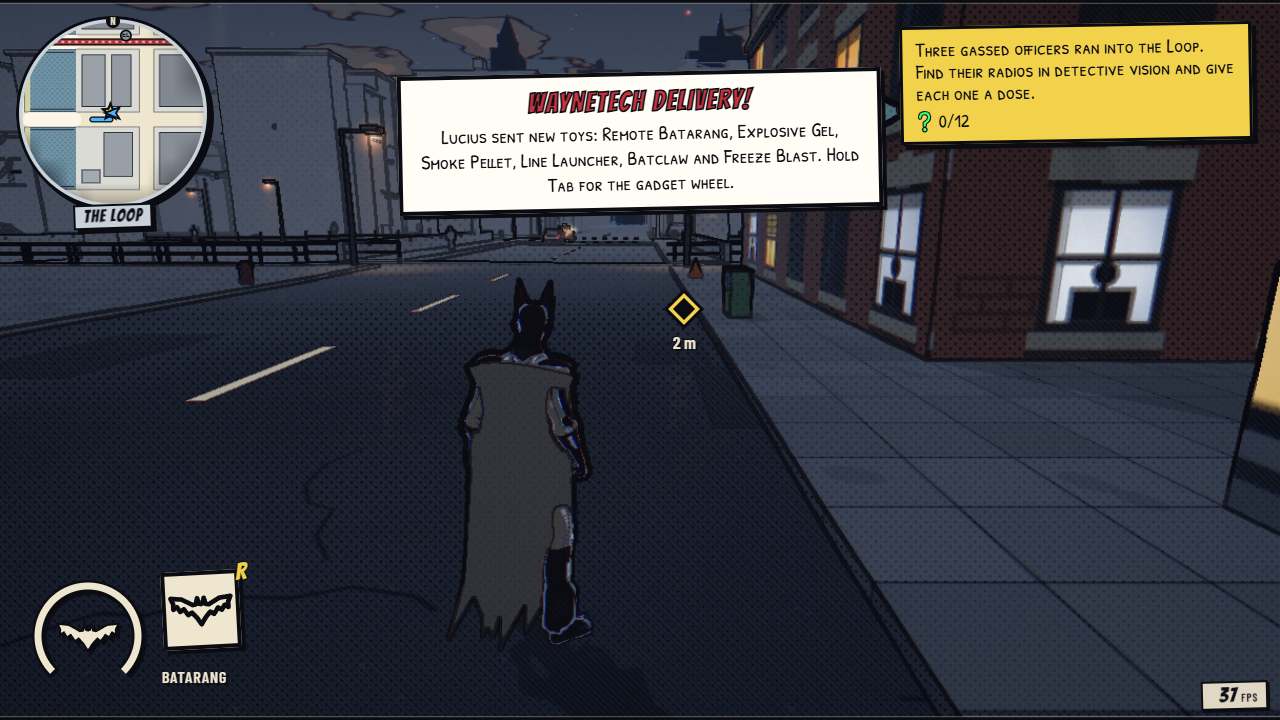 N
THE LOOP
WAYNETECH DELIVERY!
LUCIUS SENT NEW TOYS: REMOTE BATARANG, EXPLOSIVE GEL,
SMOKE PELLET, LINE LAUNCHER, BATCLAW AND FREEZE BLAST. HOLD
TAB FOR THE GADGET WHEEL.
THREE GASSED OFFICERS RAN INTO THE LOOP.
FIND THEIR RADIOS IN DETECTIVE VISION AND GIVE
EACH ONE A DOSE.
? 0/12
2 m
R
BATARANG
37 FPS